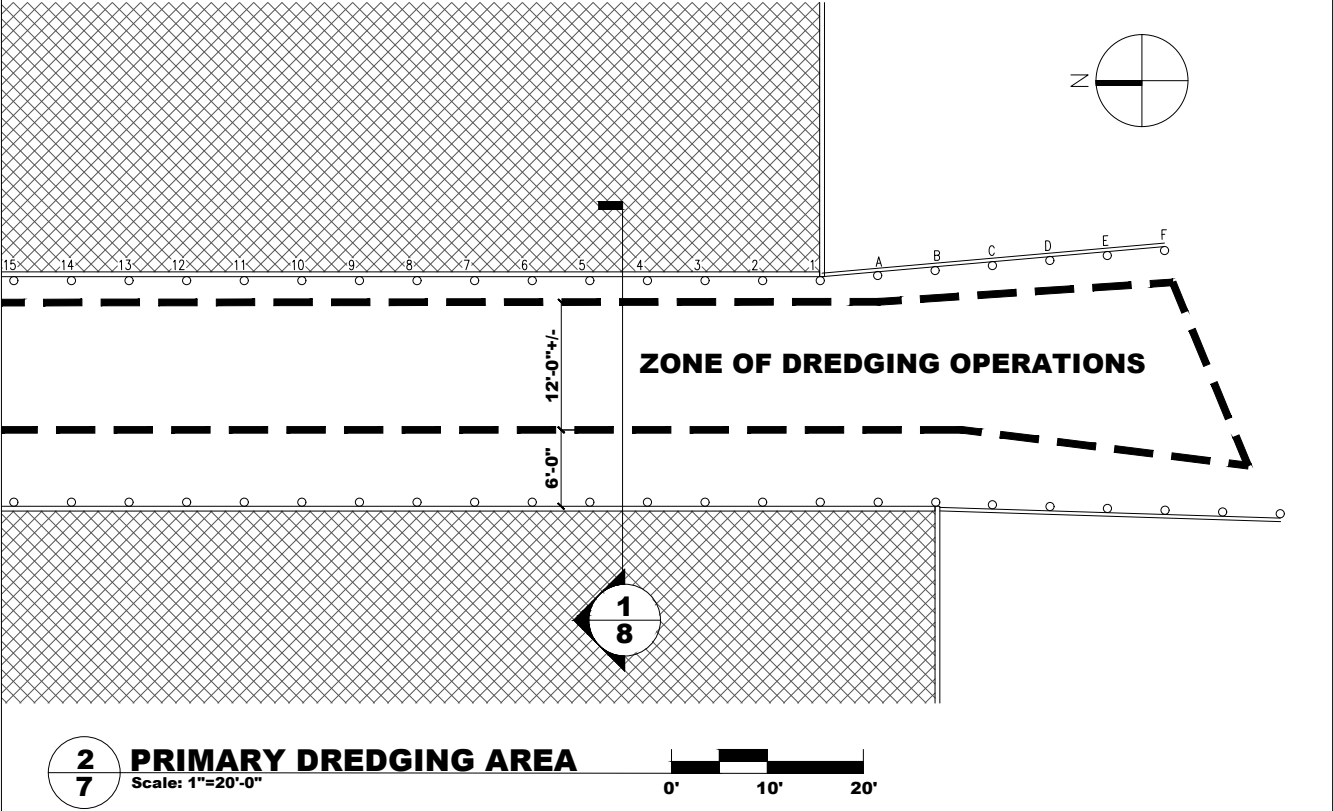 N
F
E
D
C
B
A
15 14 13 12 11 10 9 8 7 6 5 4 3 2 1
12'-0"+/-
ZONE OF DREDGING OPERATIONS
6'-0"
1
8
2
7
PRIMARY DREDGING AREA
Scale: 1"=20'-0"
0' 10' 20'